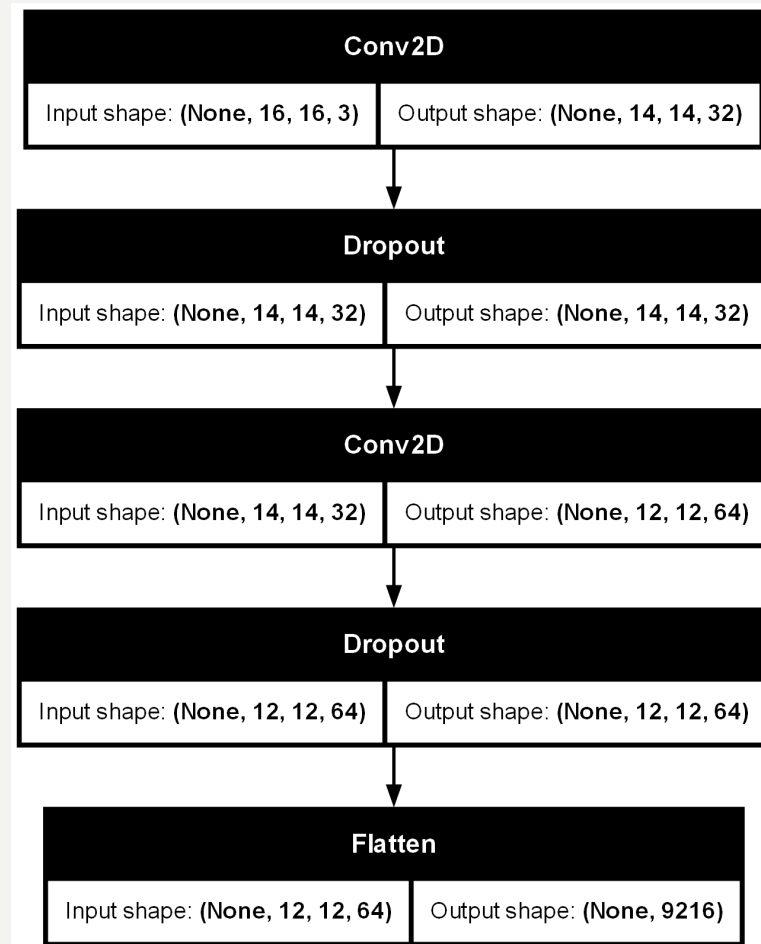 Conv2D
Input shape: (None, 16, 16, 3) Output shape: (None, 14, 14, 32)
Dropout
Input shape: (None, 14, 14, 32) Output shape: (None, 14, 14, 32)
Conv2D
Input shape: (None, 14, 14, 32) Output shape: (None, 12, 12, 64)
Dropout
Input shape: (None, 12, 12, 64) Output shape: (None, 12, 12, 64)
Flatten
Input shape: (None, 12, 12, 64) Output shape: (None, 9216)